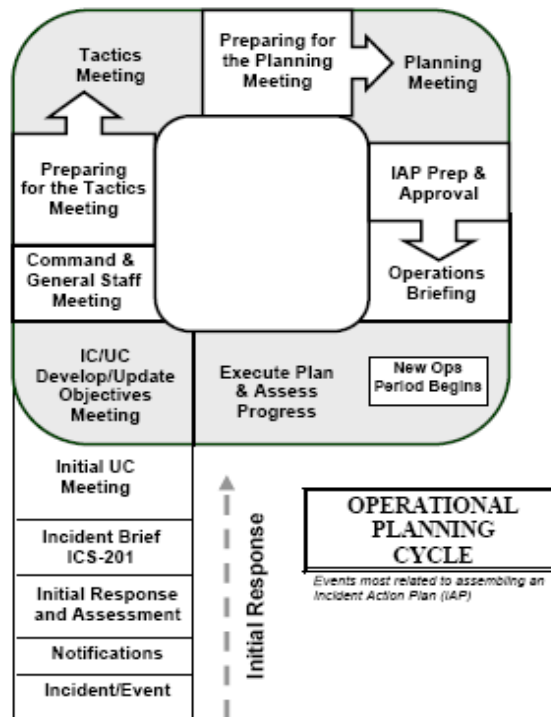 Tactics
Meeting
Preparing for
the Planning
Meeting
Planning
Meeting
Preparing
for the Tactics
Meeting
IAP Prep &
Approval
Command &
General Staff
Meeting
Operations
Briefing
IC/UC
Develop/Update
Objectives
Meeting
Execute Plan
& Assess
Progress
New Ops
Period Begins
Initial UC
Meeting
Incident Brief
ICS-201
Initial Response
and Assessment
Notifications
Incident/Event
Initial Response
OPERATIONAL
PLANNING
CYCLE
Events most related to assembling an
Incident Action Plan (IAP)